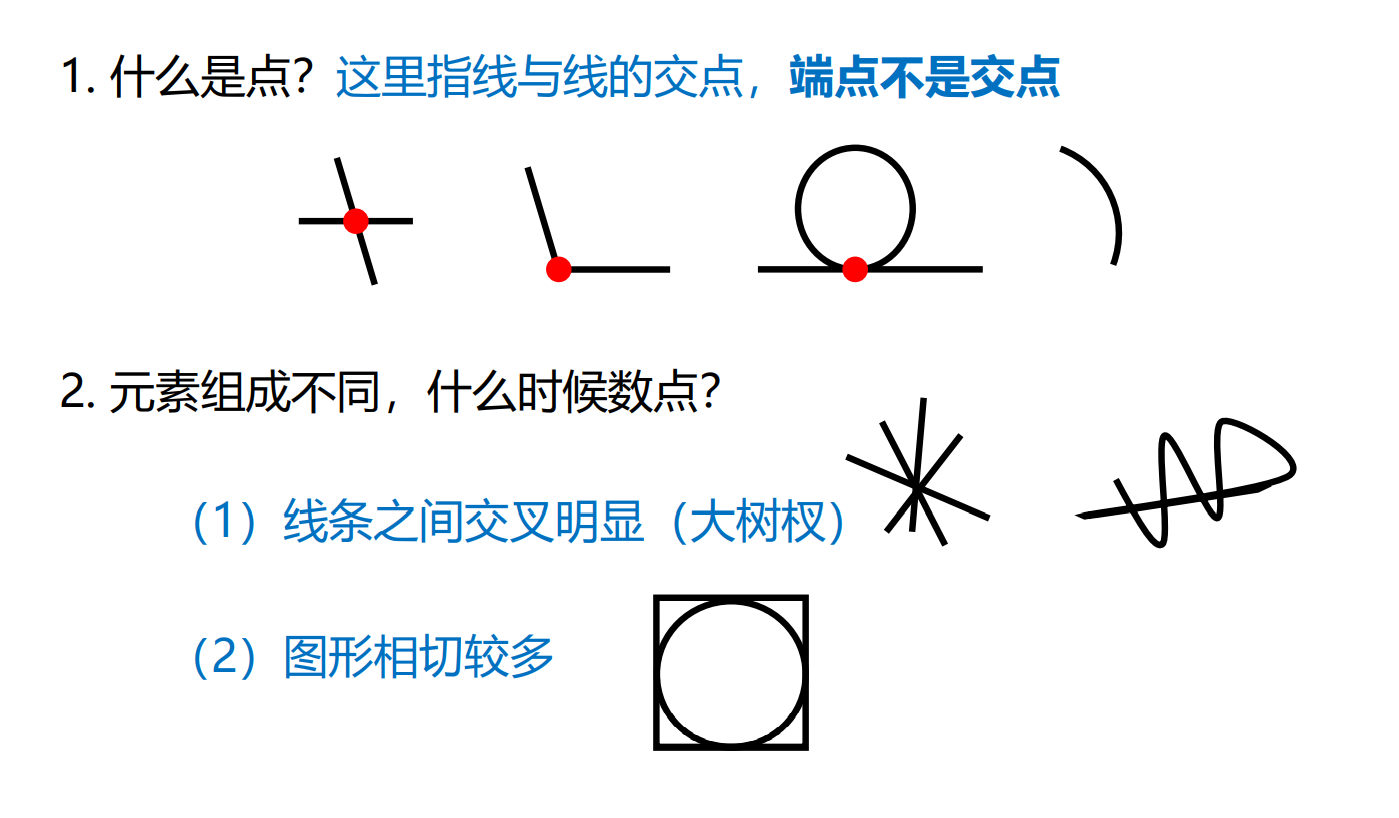 1. 什么是点？这里指线与线的交点，端点不是交点
2. 元素组成不同，什么时候数点？
（1）线条之间交叉明显（大树杈）
（2）图形相切较多